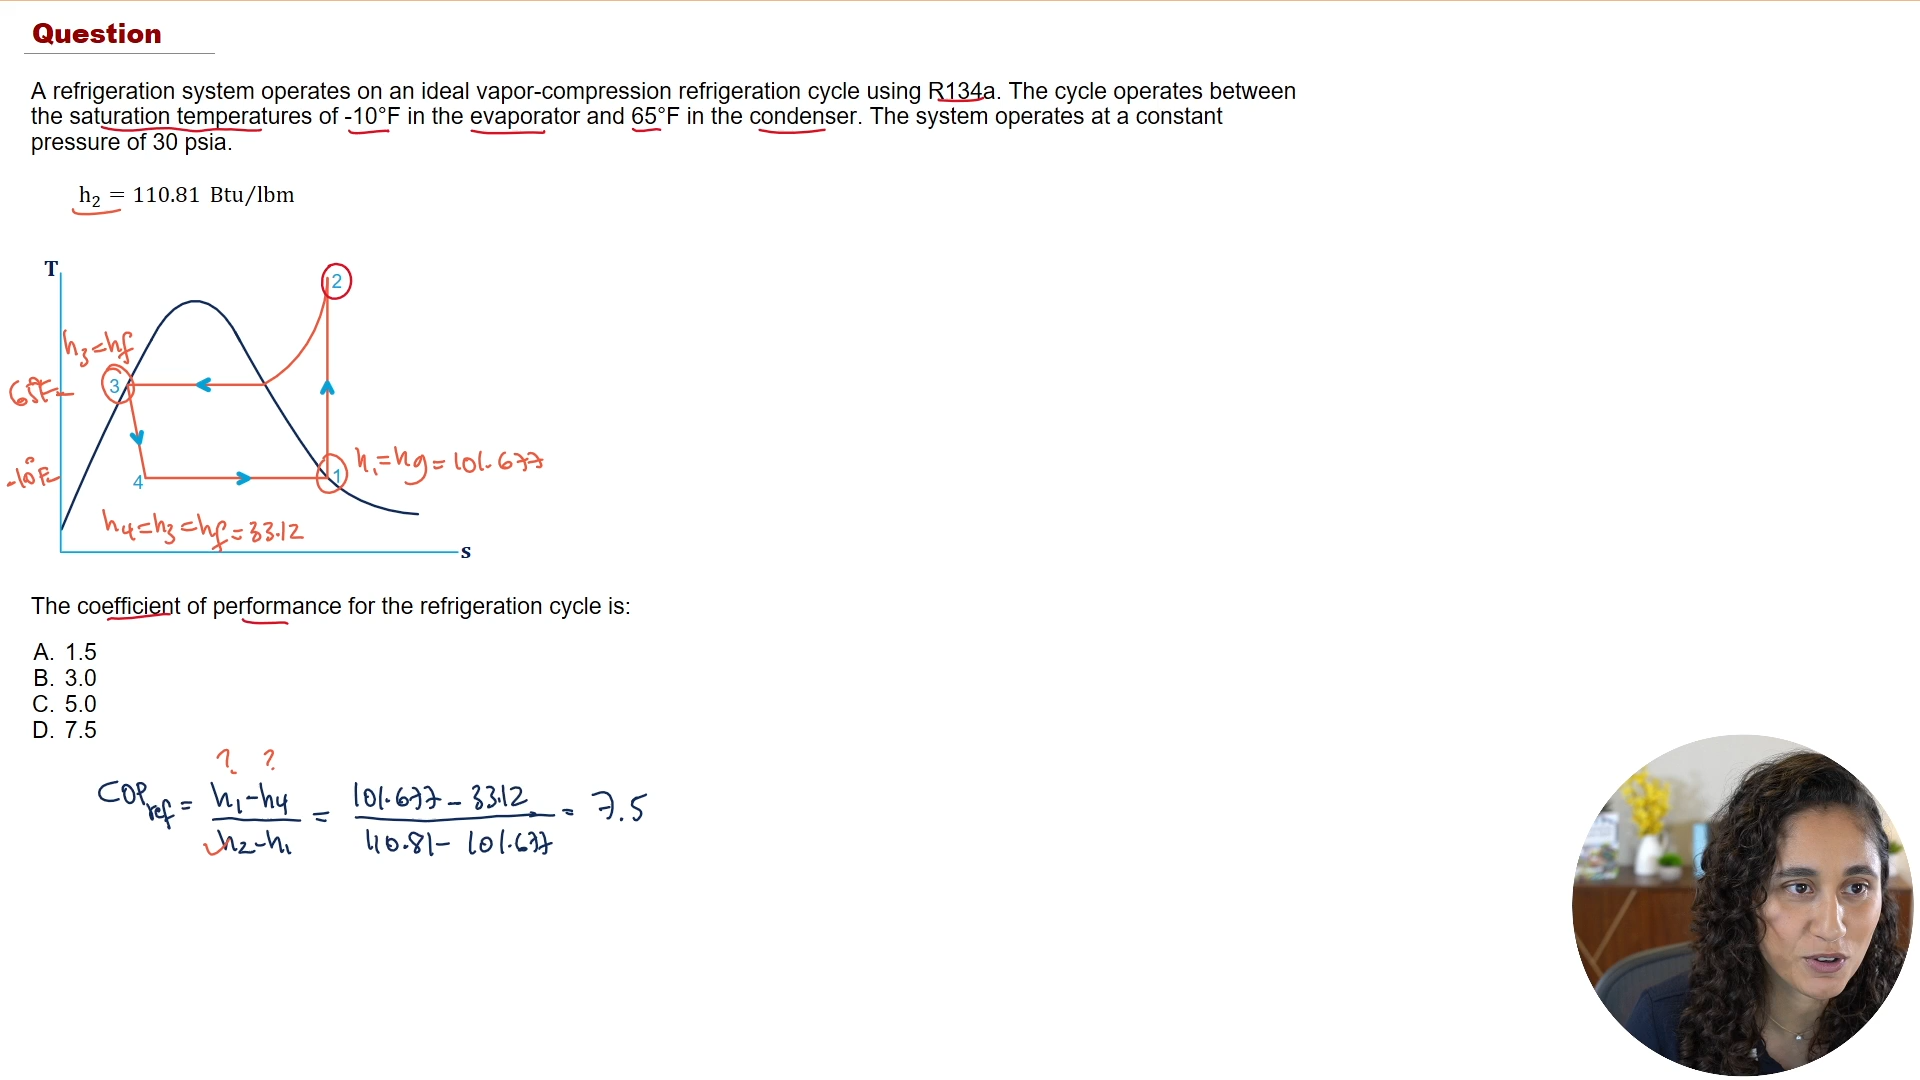 Question
A refrigeration system operates on an ideal vapor-compression refrigeration cycle using R134a. The cycle operates between
the saturation temperatures of -10°F in the evaporator and 65°F in the condenser. The system operates at a constant
pressure of 30 psia.
h₂ = 110.81 Btu/lbm
T
2
h₃=hf
65°F
3
h₁=hg=101.677
1
-10°F
4
h₄=h₃=hf=33.12
s
The coefficient of performance for the refrigeration cycle is:
A. 1.5
B. 3.0
C. 5.0
D. 7.5
? ?
COPref = h₁-h₄ / h₂-h₁ = 101.677-33.12 / 110.81-101.677 = 7.5